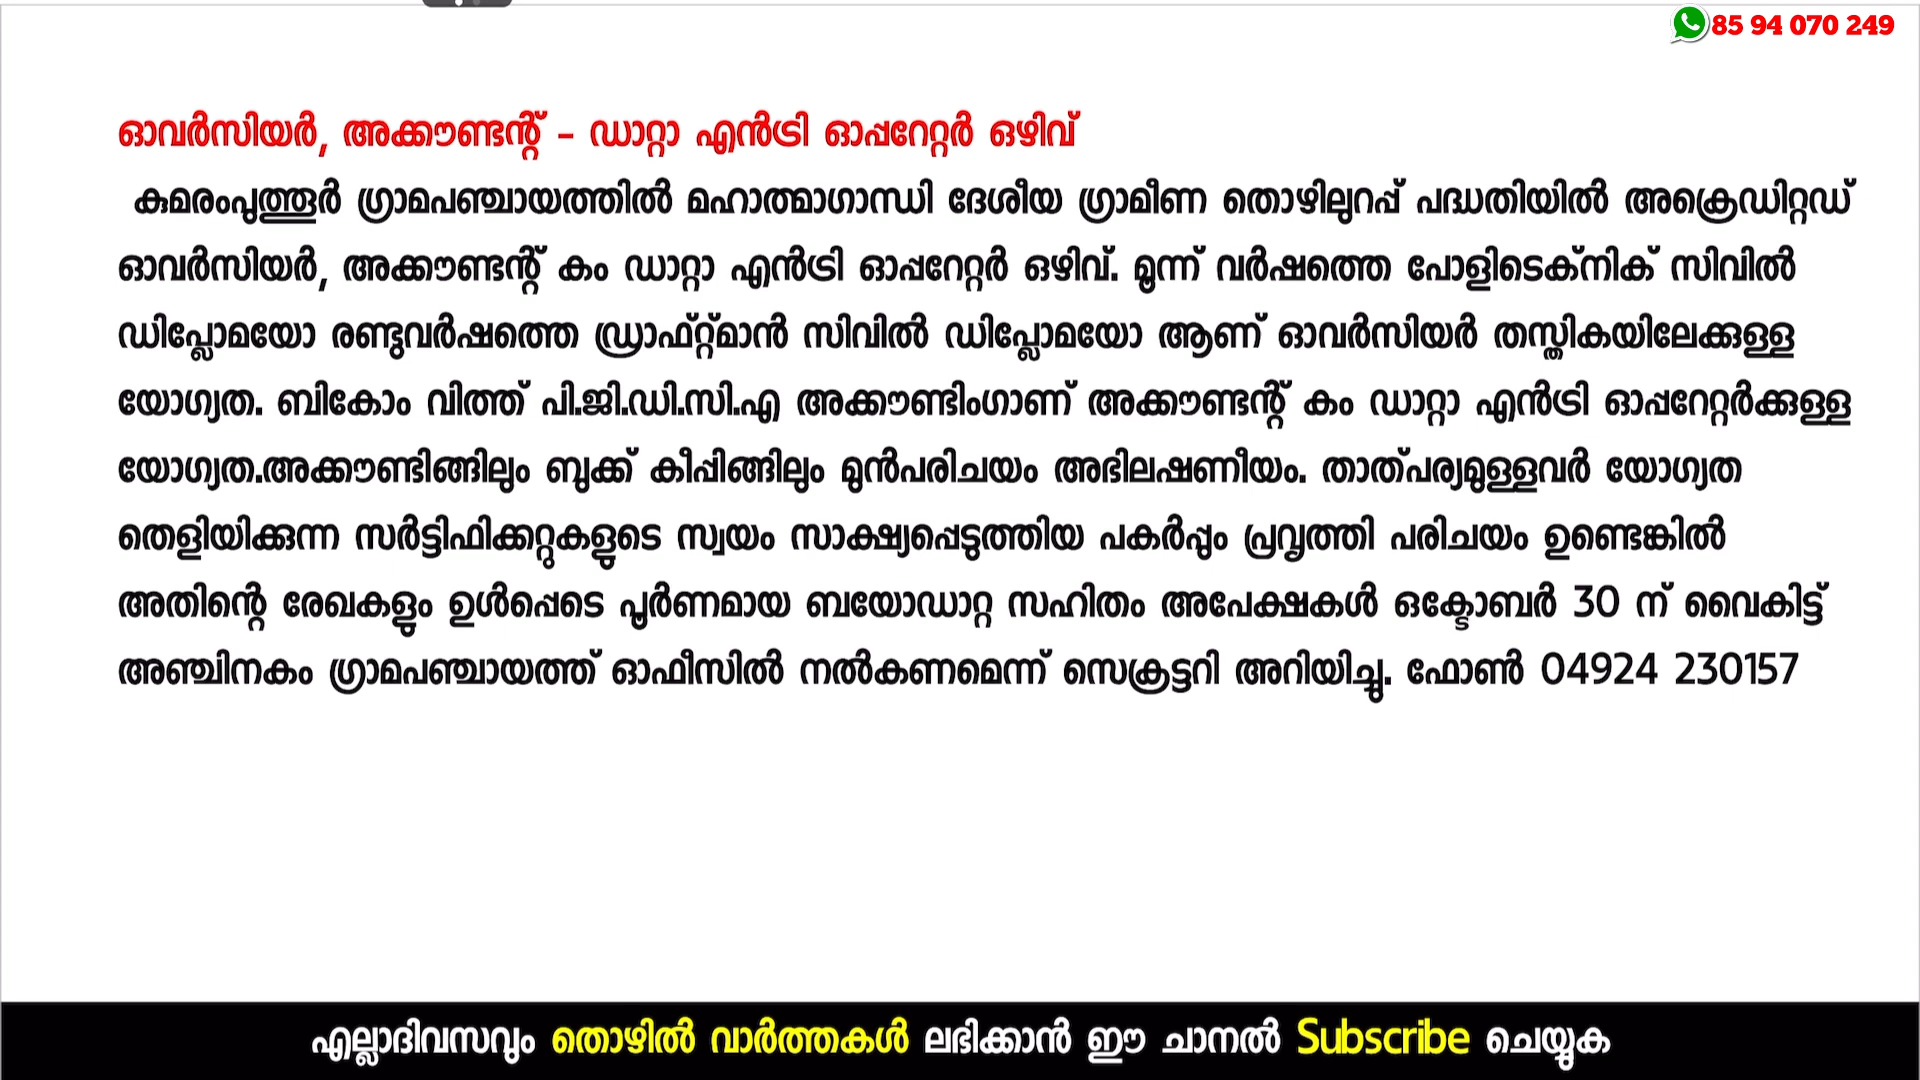 85 94 070 249
ഓവർസിയർ, അക്കൗണ്ടന്റ് – ഡാറ്റാ എൻട്രി ഓപ്പറേറ്റർ ഒഴിവ്
കുമരംപുത്തൂർ ഗ്രാമപഞ്ചായത്തിൽ മഹാത്മാഗാന്ധി ദേശീയ ഗ്രാമീണ തൊഴിലുറപ്പ് പദ്ധതിയിൽ അക്രെഡിറ്റഡ്
ഓവർസിയർ, അക്കൗണ്ടന്റ് കം ഡാറ്റാ എൻട്രി ഓപ്പറേറ്റർ ഒഴിവ്. മൂന്ന് വർഷത്തെ പോളിടെക്നിക് സിവിൽ
ഡിപ്ലോമയോ രണ്ടുവർഷത്തെ ഡ്രാഫ്റ്റ്മാൻ സിവിൽ ഡിപ്ലോമയോ ആണ് ഓവർസിയർ തസ്തികയിലേക്കുള്ള
യോഗ്യത. ബികോം വിത്ത് പി.ജി.ഡി.സി.എ അക്കൗണ്ടിംഗാണ് അക്കൗണ്ടന്റ് കം ഡാറ്റാ എൻട്രി ഓപ്പറേറ്റർക്കുള്ള
യോഗ്യത.അക്കൗണ്ടിങ്ങിലും ബുക്ക് കീപ്പിങ്ങിലും മുൻപരിചയം അഭിലഷണീയം. താത്പര്യമുള്ളവർ യോഗ്യത
തെളിയിക്കുന്ന സർട്ടിഫിക്കറ്റുകളുടെ സ്വയം സാക്ഷ്യപ്പെടുത്തിയ പകർപ്പും പ്രവൃത്തി പരിചയം ഉണ്ടെങ്കിൽ
അതിന്റെ രേഖകളും ഉൾപ്പെടെ പൂർണമായ ബയോഡാറ്റ സഹിതം അപേക്ഷകൾ ഒക്ടോബർ 30 ന് വൈകിട്ട്
അഞ്ചിനകം ഗ്രാമപഞ്ചായത്ത് ഓഫീസിൽ നൽകണമെന്ന് സെക്രട്ടറി അറിയിച്ചു. ഫോൺ 04924 230157
എല്ലാദിവസവും തൊഴിൽ വാർത്തകൾ ലഭിക്കാൻ ഈ ചാനൽ Subscribe ചെയ്യുക